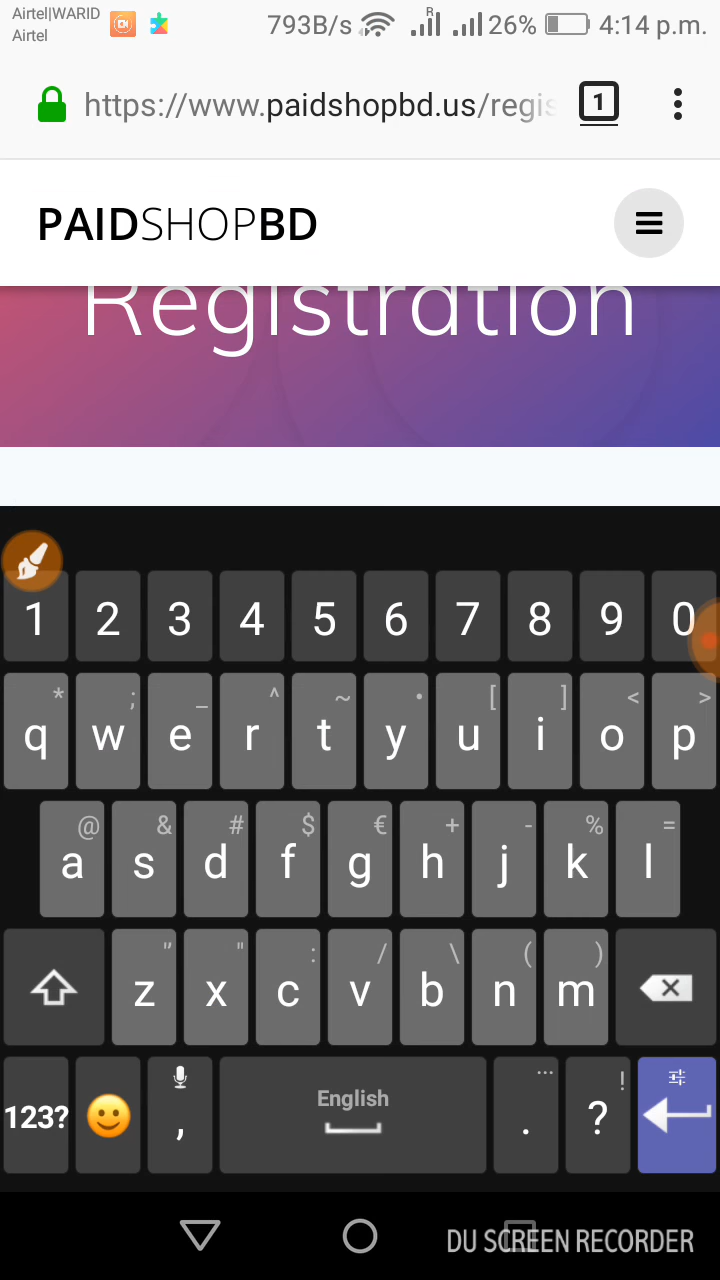 Airtel|WARID
Airtel
793B/s R 26% 4:14 p.m.
https://www.paidshopbd.us/regis
1
PAIDSHOPBD
Registration
1 2 3 4 5 6 7 8 9 0
* ; _ ^ ~ • [ ] < >
q w e r t y u i o p
@ & # $ € + - % =
a s d f g h j k l
" " : / \ ( )
z x c v b n m
... !
123? , English . ?
DU SCREEN RECORDER